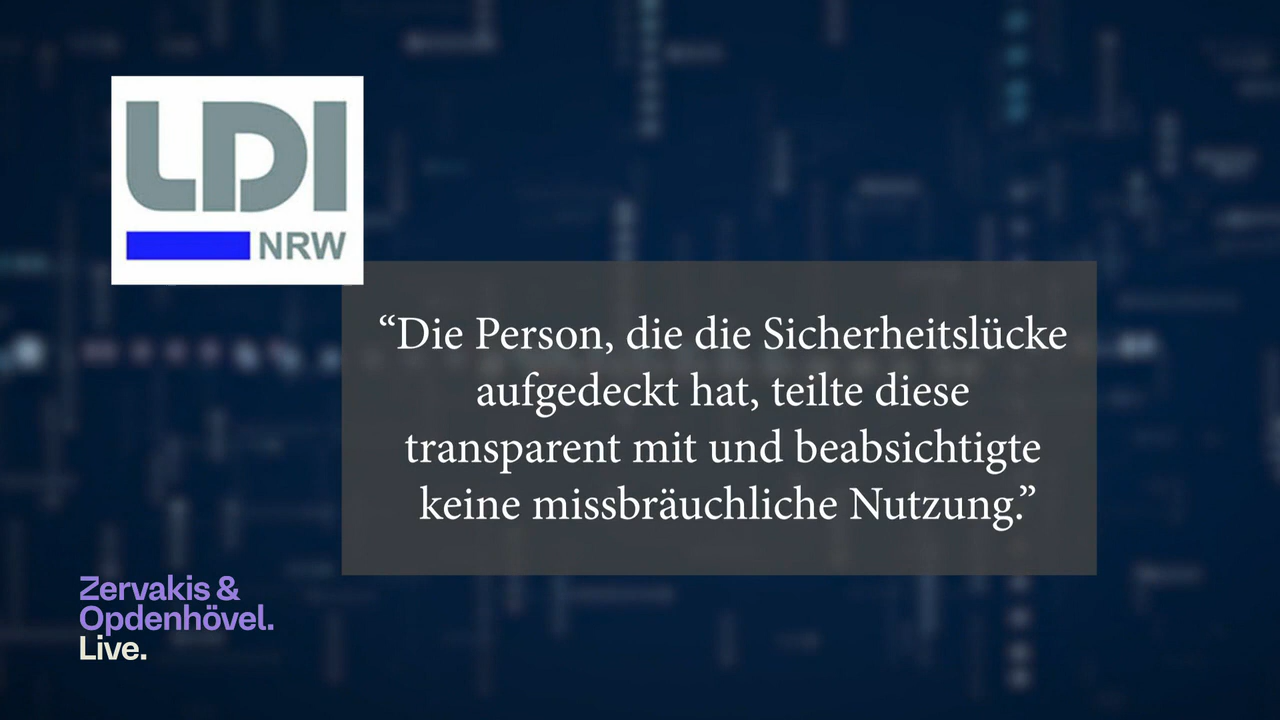 LDI
NRW
“Die Person, die die Sicherheitslücke
aufgedeckt hat, teilte diese
transparent mit und beabsichtigte
keine missbräuchliche Nutzung.”
Zervakis &
Opdenhövel.
Live.